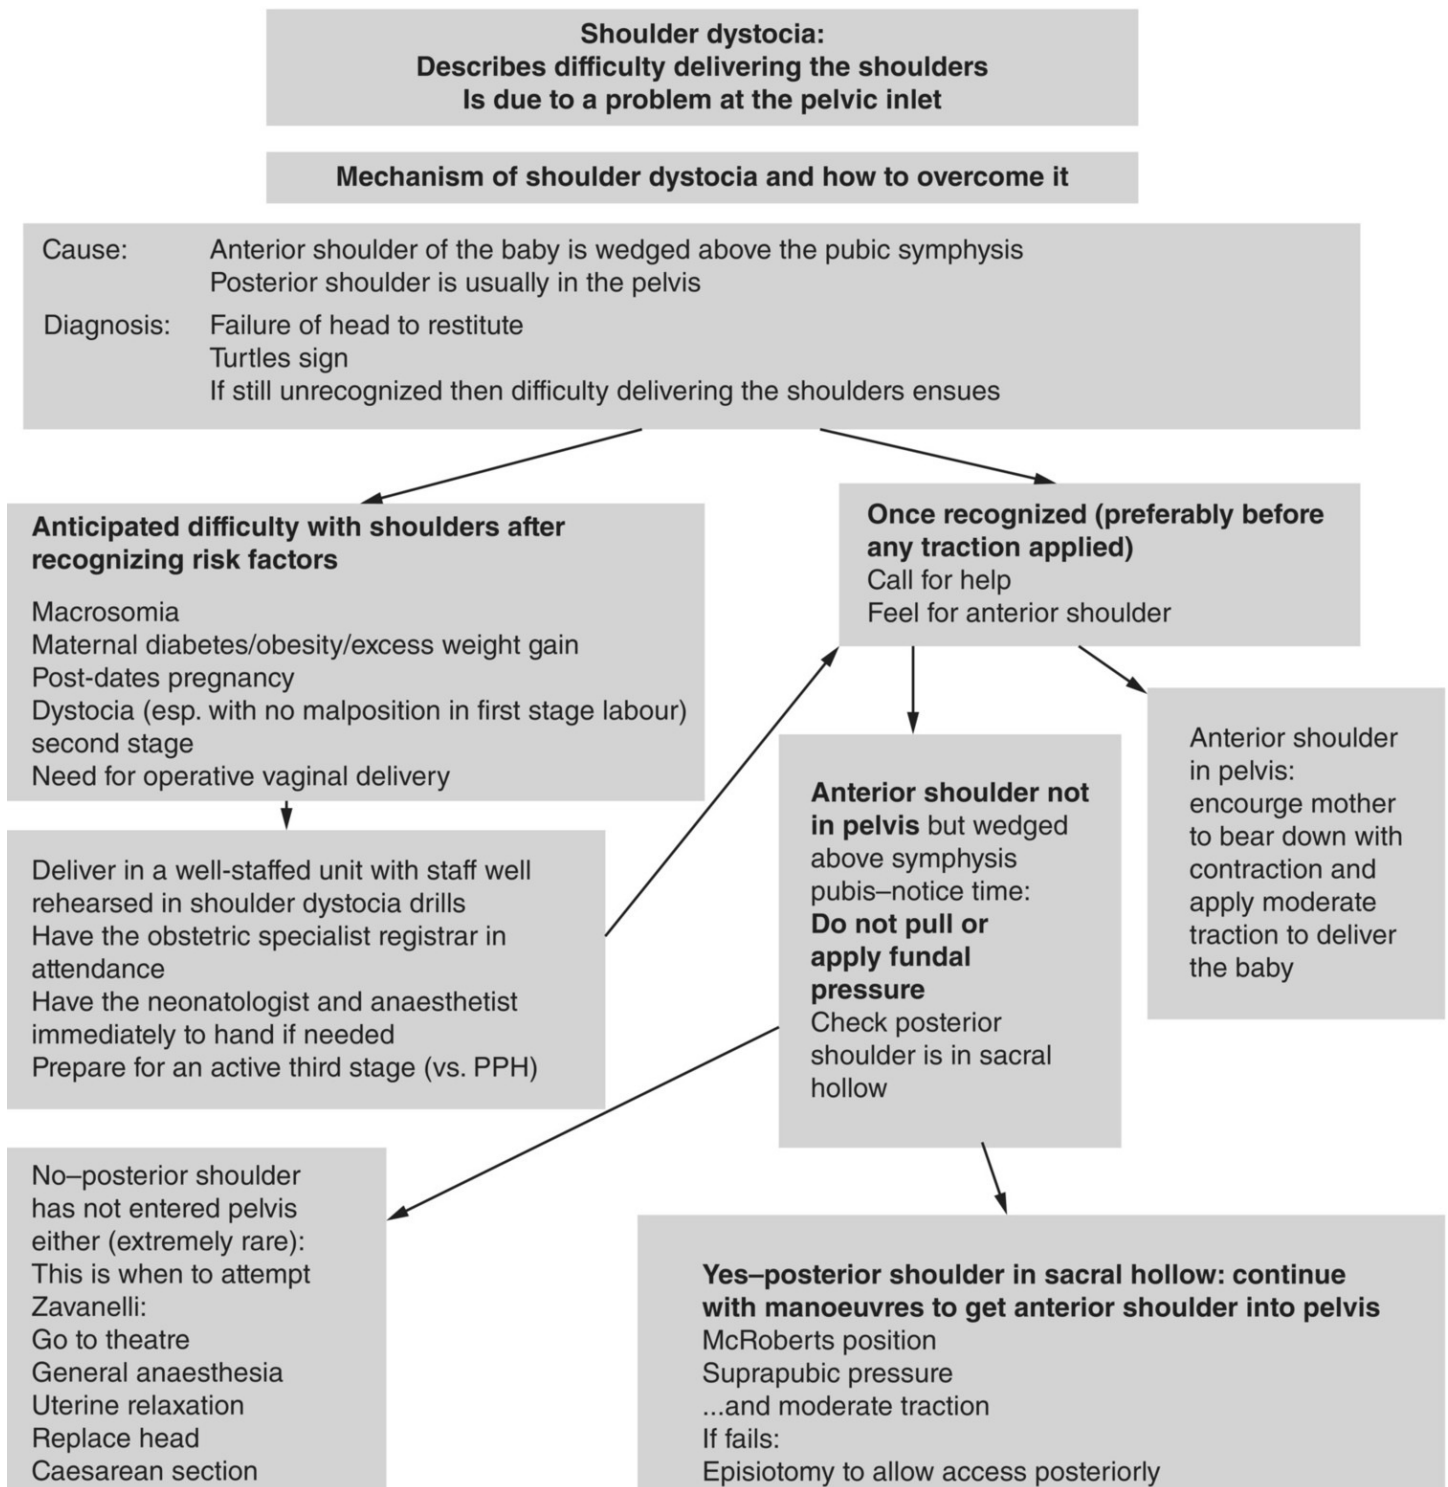 Shoulder dystocia:
Describes difficulty delivering the shoulders
Is due to a problem at the pelvic inlet
Mechanism of shoulder dystocia and how to overcome it
Cause: Anterior shoulder of the baby is wedged above the pubic symphysis
Posterior shoulder is usually in the pelvis
Diagnosis: Failure of head to restitute
Turtles sign
If still unrecognized then difficulty delivering the shoulders ensues
Anticipated difficulty with shoulders after
recognizing risk factors
Macrosomia
Maternal diabetes/obesity/excess weight gain
Post-dates pregnancy
Dystocia (esp. with no malposition in first stage labour)
second stage
Need for operative vaginal delivery
Once recognized (preferably before
any traction applied)
Call for help
Feel for anterior shoulder
Deliver in a well-staffed unit with staff well
rehearsed in shoulder dystocia drills
Have the obstetric specialist registrar in
attendance
Have the neonatologist and anaesthetist
immediately to hand if needed
Prepare for an active third stage (vs. PPH)
Anterior shoulder not
in pelvis but wedged
above symphysis
pubis–notice time:
Do not pull or
apply fundal
pressure
Check posterior
shoulder is in sacral
hollow
Anterior shoulder
in pelvis:
encourge mother
to bear down with
contraction and
apply moderate
traction to deliver
the baby
No–posterior shoulder
has not entered pelvis
either (extremely rare):
This is when to attempt
Zavanelli:
Go to theatre
General anaesthesia
Uterine relaxation
Replace head
Caesarean section
Yes–posterior shoulder in sacral hollow: continue
with manoeuvres to get anterior shoulder into pelvis
McRoberts position
Suprapubic pressure
...and moderate traction
If fails:
Episiotomy to allow access posteriorly